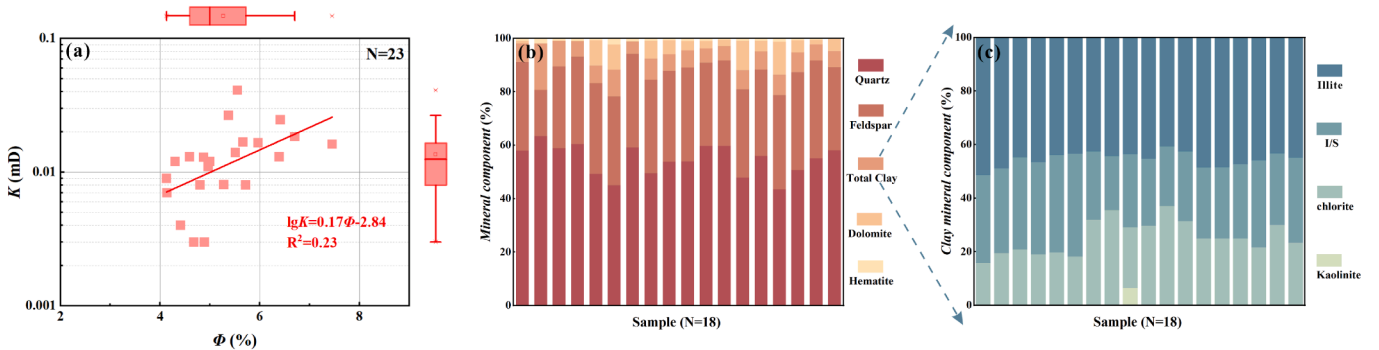 (a)
N=23
0.1
0.01
0.001
K (mD)
lgK=0.17Φ-2.84
R²=0.23
2
4
6
8
Φ (%)
(b)
100
80
60
40
20
0
Mineral component (%)
Sample (N=18)
Quartz
Feldspar
Total Clay
Dolomite
Hematite
(c)
100
80
60
40
20
0
Clay mineral component (%)
Sample (N=18)
Illite
I/S
chlorite
Kaolinite